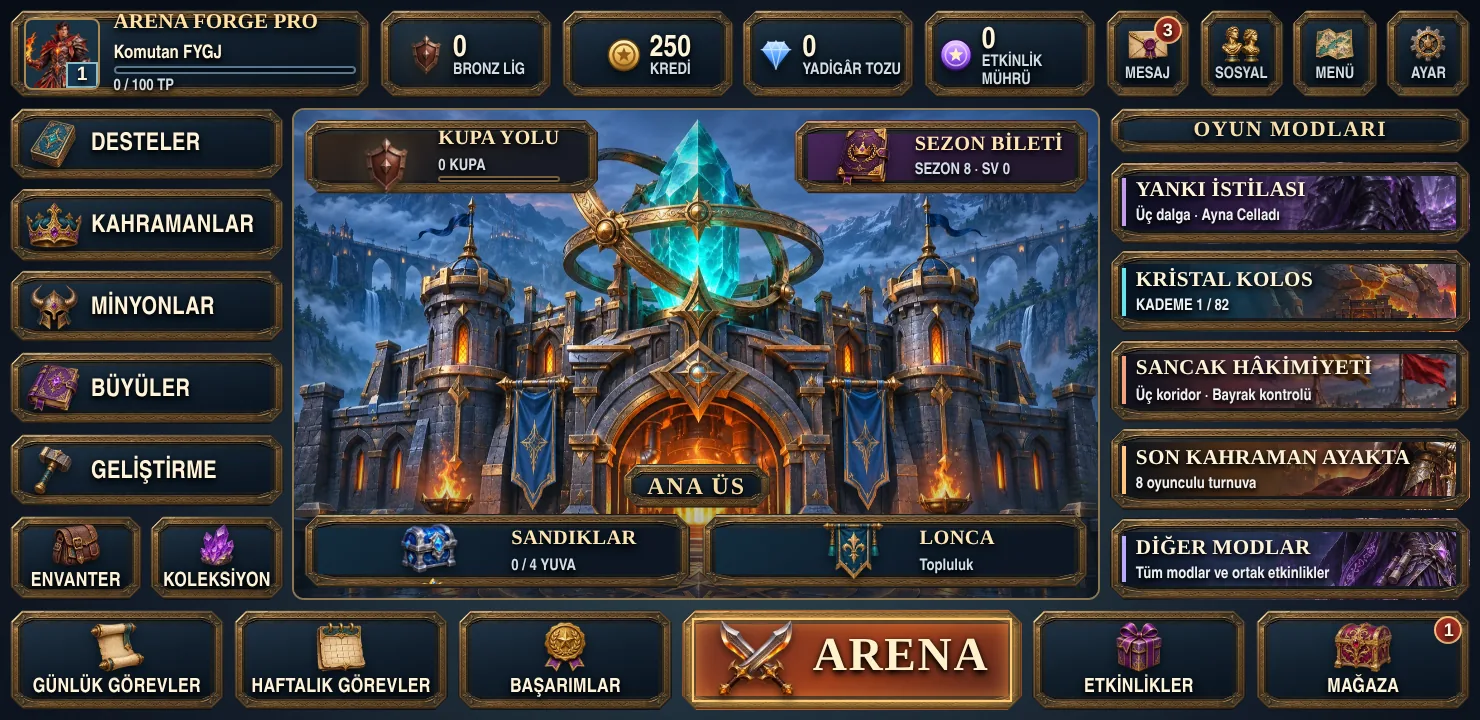 ARENA FORGE PRO
Komutan FYGJ
1
0 / 100 TP
0
BRONZ LİG
250
KREDİ
0
YADİGÂR TOZU
0
ETKİNLİK
MÜHRÜ
3
MESAJ
SOSYAL
MENÜ
AYAR
DESTELER
KAHRAMANLAR
MİNYONLAR
BÜYÜLER
GELİŞTİRME
ENVANTER
KOLEKSİYON
KUPA YOLU
0 KUPA
SEZON BİLETİ
SEZON 8 · SV 0
ANA ÜS
SANDIKLAR
0 / 4 YUVA
LONCA
Topluluk
OYUN MODLARI
YANKI İSTİLASI
Üç dalga · Ayna Celladı
KRİSTAL KOLOS
KADEME 1 / 82
SANCAK HÂKİMİYETİ
Üç koridor · Bayrak kontrolü
SON KAHRAMAN AYAKTA
8 oyunculu turnuva
DİĞER MODLAR
Tüm modlar ve ortak etkinlikler
GÜNLÜK GÖREVLER
HAFTALIK GÖREVLER
BAŞARIMLAR
ARENA
ETKİNLİKLER
1
MAĞAZA